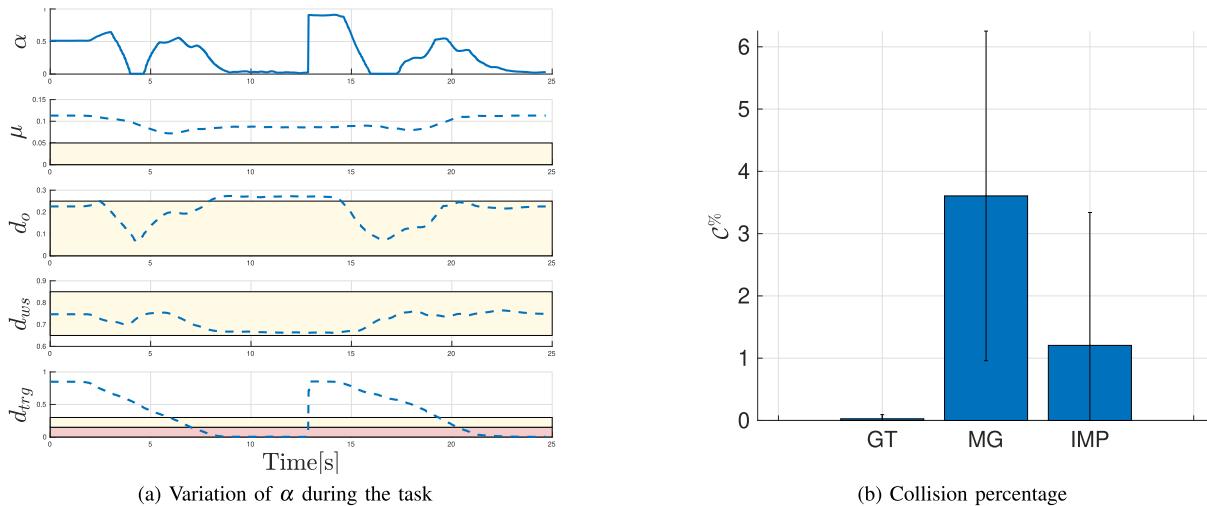 1
α
0.5
0
0 5 10 15 20 25
0.15
μ
0.1
0.05
0
0 5 10 15 20 25
0.3
d_o
0.2
0.1
0
0 5 10 15 20 25
0.9
d_ws
0.8
0.7
0.6
0 5 10 15 20 25
1
d_trg
0.5
0
0 5 10 15 20 25
Time[s]
(a) Variation of α during the task
6
5
4
3
2
1
0
C%
GT MG IMP
(b) Collision percentage